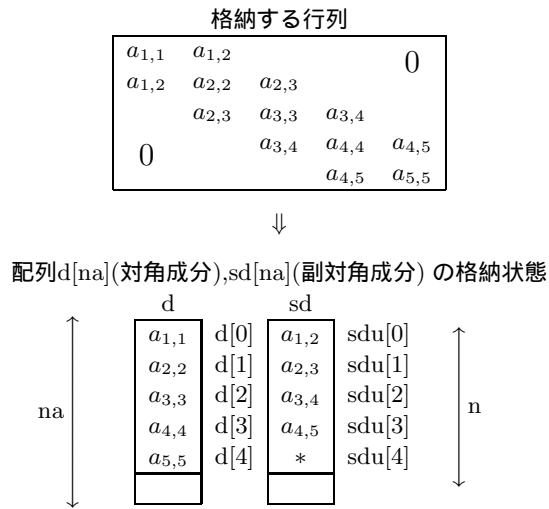 格納する行列
a1,1 a1,2 0
a1,2 a2,2 a2,3
a2,3 a3,3 a3,4
0 a3,4 a4,4 a4,5
a4,5 a5,5
⇓
配列d[na](対角成分),sd[na](副対角成分) の格納状態
d sd
a1,1 d[0] a1,2 sdu[0]
a2,2 d[1] a2,3 sdu[1]
a3,3 d[2] a3,4 sdu[2]
na a4,4 d[3] a4,5 sdu[3] n
a5,5 d[4] * sdu[4]